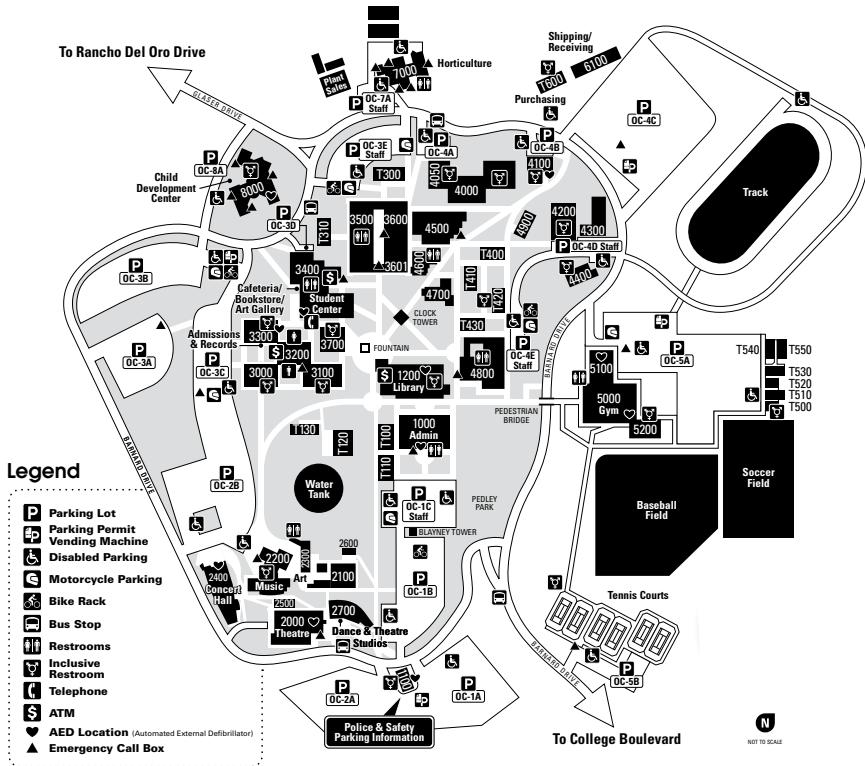 To Rancho Del Oro Drive
GLASER DRIVE
Plant
Sales
7000
Horticulture
OC-7A
Staff
Shipping/
Receiving
T600
6100
Purchasing
P
OC-4C
P
OC-8A
Child
Development
Center
8000
P
OC-3E
Staff
P
OC-4A
P
OC-4B
4100
T300
4050
4000
Track
P
OC-3D
T310
3500
3600
3601
4500
4600
4900
4200
4300
P
OC-4D Staff
T400
4400
P
OC-3B
3400
Cafeteria/
Bookstore/
Art Gallery
Student
Center
4700
T410
T420
CLOCK
TOWER
T430
Admissions
& Records
3300
3200
3700
FOUNTAIN
P
OC-3A
P
OC-3C
3000
3100
1200
Library
4800
P
OC-4E
Staff
BARNARD DRIVE
P
OC-5A
5100
5000
Gym
5200
T540
T550
T530
T520
T510
T500
PEDESTRIAN
BRIDGE
BARNARD DRIVE
T130
T120
T100
T110
1000
Admin
Water
Tank
P
OC-2B
P
OC-1C
Staff
PEDLEY
PARK
BLAYNEY TOWER
Baseball
Field
Soccer
Field
2400
Concert
Hall
2200
Music
2300
Art
2600
2100
P
OC-1B
2500
2000
Theatre
2700
Dance & Theatre
Studios
Tennis Courts
BARNARD DRIVE
P
OC-5B
P
OC-2A
1100
P
OC-1A
Police & Safety
Parking Information
To College Boulevard
N
NOT TO SCALE
Legend
P Parking Lot
Parking Permit
Vending Machine
Disabled Parking
Motorcycle Parking
Bike Rack
Bus Stop
Restrooms
Inclusive
Restroom
Telephone
$ ATM
AED Location (Automated External Defibrillator)
Emergency Call Box